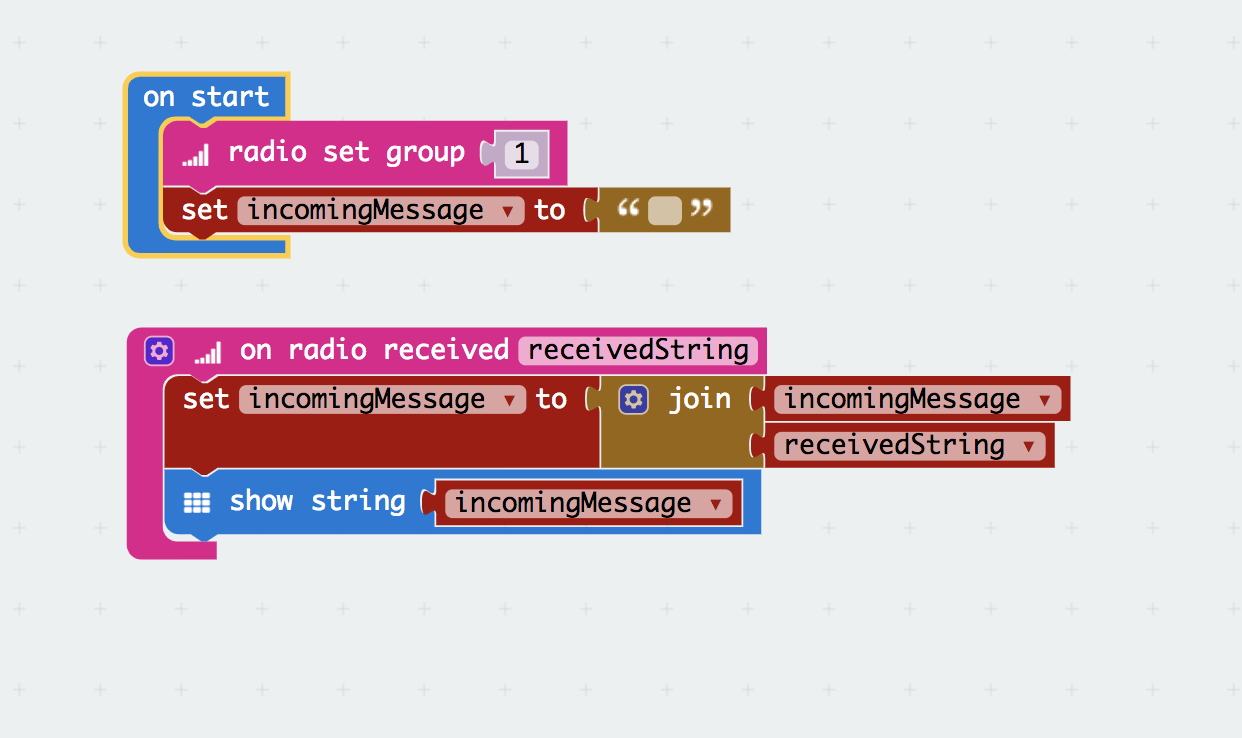 on start
radio set group 1
set incomingMessage to “ ”
on radio received receivedString
set incomingMessage to join incomingMessage
receivedString
show string incomingMessage